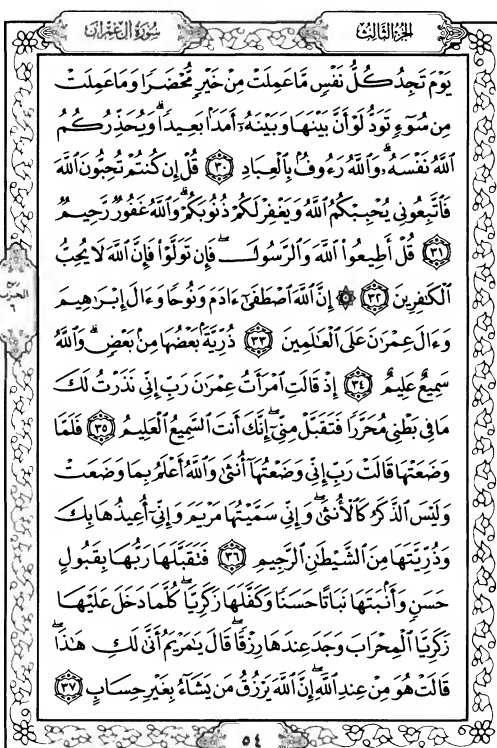 الجزء الثالث
سورة آل عمران
يَوْمَ تَجِدُ كُلُّ نَفْسٍ مَّا عَمِلَتْ مِنْ خَيْرٍ مُّحْضَرًا وَمَا عَمِلَتْ
مِن سُوٓءٍ تَوَدُّ لَوْ أَنَّ بَيْنَهَا وَبَيْنَهُۥٓ أَمَدًۢا بَعِيدًا ۗ وَيُحَذِّرُكُمُ
ٱللَّهُ نَفْسَهُۥ ۗ وَٱللَّهُ رَءُوفٌۢ بِٱلْعِبَادِ ٣٠ قُلْ إِن كُنتُمْ تُحِبُّونَ ٱللَّهَ
فَٱتَّبِعُونِى يُحْبِبْكُمُ ٱللَّهُ وَيَغْفِرْ لَكُمْ ذُنُوبَكُمْ ۗ وَٱللَّهُ غَفُورٌ رَّحِيمٌ
٣١ قُلْ أَطِيعُوا۟ ٱللَّهَ وَٱلرَّسُولَ ۖ فَإِن تَوَلَّوْا۟ فَإِنَّ ٱللَّهَ لَا يُحِبُّ
ٱلْكَٰفِرِينَ ٣٢ ۞ إِنَّ ٱللَّهَ ٱصْطَفَىٰٓ ءَادَمَ وَنُوحًا وَءَالَ إِبْرَٰهِيمَ
وَءَالَ عِمْرَٰنَ عَلَى ٱلْعَٰلَمِينَ ٣٣ ذُرِّيَّةًۢ بَعْضُهَا مِنۢ بَعْضٍ ۗ وَٱللَّهُ
سَمِيعٌ عَلِيمٌ ٣٤ إِذْ قَالَتِ ٱمْرَأَتُ عِمْرَٰنَ رَبِّ إِنِّى نَذَرْتُ لَكَ
مَا فِى بَطْنِى مُحَرَّرًا فَتَقَبَّلْ مِنِّىٓ ۖ إِنَّكَ أَنتَ ٱلسَّمِيعُ ٱلْعَلِيمُ ٣٥ فَلَمَّا
وَضَعَتْهَا قَالَتْ رَبِّ إِنِّى وَضَعْتُهَآ أُنثَىٰ وَٱللَّهُ أَعْلَمُ بِمَا وَضَعَتْ
وَلَيْسَ ٱلذَّكَرُ كَٱلْأُنثَىٰ ۖ وَإِنِّى سَمَّيْتُهَا مَرْيَمَ وَإِنِّىٓ أُعِيذُهَا بِكَ
وَذُرِّيَّتَهَا مِنَ ٱلشَّيْطَٰنِ ٱلرَّجِيمِ ٣٦ فَتَقَبَّلَهَا رَبُّهَا بِقَبُولٍ
حَسَنٍ وَأَنۢبَتَهَا نَبَاتًا حَسَنًا وَكَفَّلَهَا زَكَرِيَّا ۖ كُلَّمَا دَخَلَ عَلَيْهَا
زَكَرِيَّا ٱلْمِحْرَابَ وَجَدَ عِندَهَا رِزْقًا ۖ قَالَ يَٰمَرْيَمُ أَنَّىٰ لَكِ هَٰذَا ۖ
قَالَتْ هُوَ مِنْ عِندِ ٱللَّهِ ۖ إِنَّ ٱللَّهَ يَرْزُقُ مَن يَشَآءُ بِغَيْرِ حِسَابٍ ٣٧
ربع
الحزب
٦
٥٤